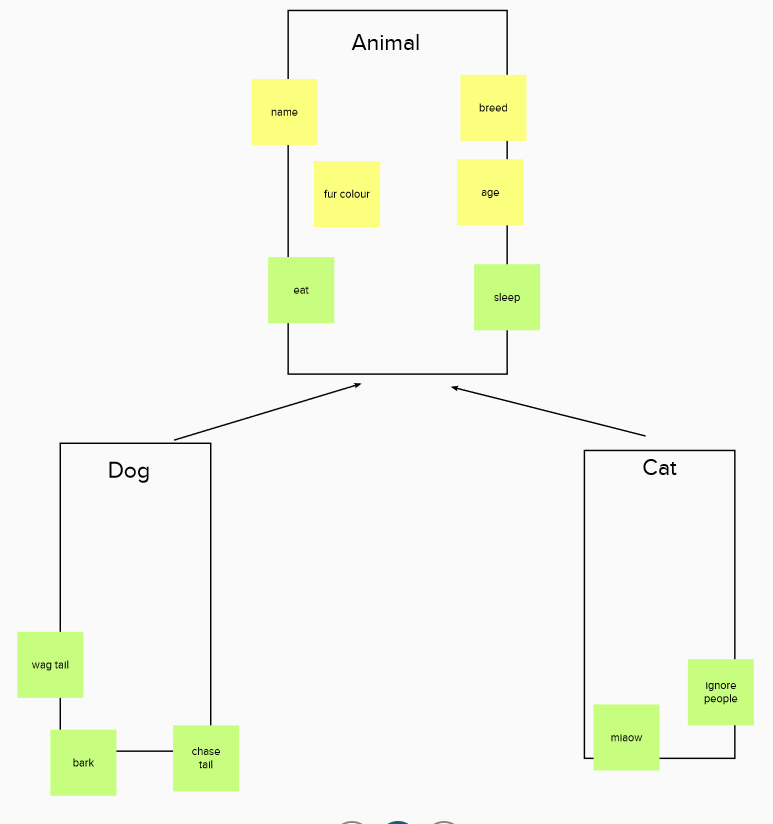 Animal
name
breed
fur colour
age
eat
sleep
Dog
Cat
wag tail
bark
chase
tail
ignore
people
miaow